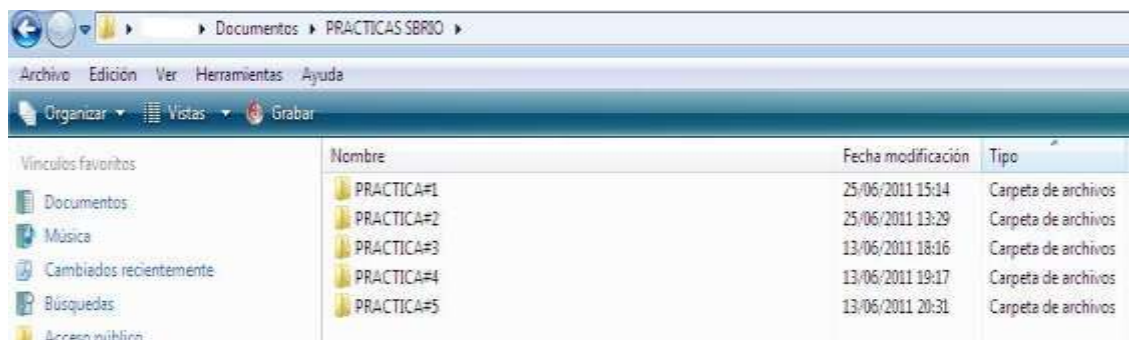 Documentos ▸ PRACTICAS SBRIO ▸
Archivo Edición Ver Herramientas Ayuda
Organizar Vistas Grabar
Vínculos favoritos
Documentos
Música
Cambiados recientemente
Búsquedas
Acceso público
Nombre Fecha modificación Tipo
PRACTICA#1 25/06/2011 15:14 Carpeta de archivos
PRACTICA#2 25/06/2011 13:29 Carpeta de archivos
PRACTICA#3 13/06/2011 18:16 Carpeta de archivos
PRACTICA#4 13/06/2011 19:17 Carpeta de archivos
PRACTICA#5 13/06/2011 20:31 Carpeta de archivos